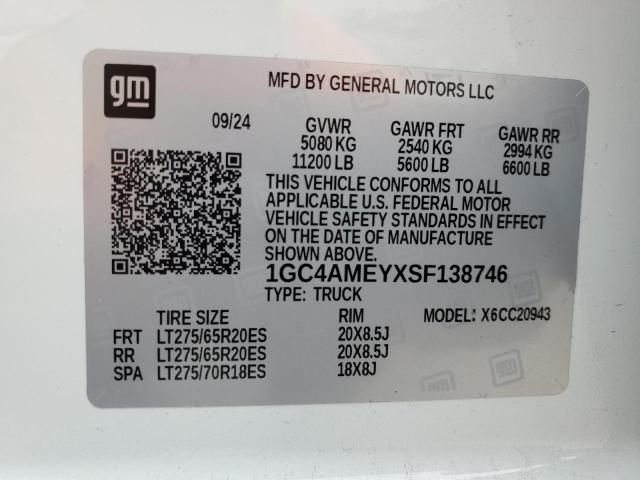 gm
MFD BY GENERAL MOTORS LLC
09/24 GVWR GAWR FRT GAWR RR
5080 KG 2540 KG 2994 KG
11200 LB 5600 LB 6600 LB
THIS VEHICLE CONFORMS TO ALL
APPLICABLE U.S. FEDERAL MOTOR
VEHICLE SAFETY STANDARDS IN EFFECT
ON THE DATE OF MANUFACTURE
SHOWN ABOVE.
1GC4AMEYXSF138746
TYPE: TRUCK
TIRE SIZE RIM MODEL: X6CC20943
FRT LT275/65R20ES 20X8.5J
RR LT275/65R20ES 20X8.5J
SPA LT275/70R18ES 18X8J